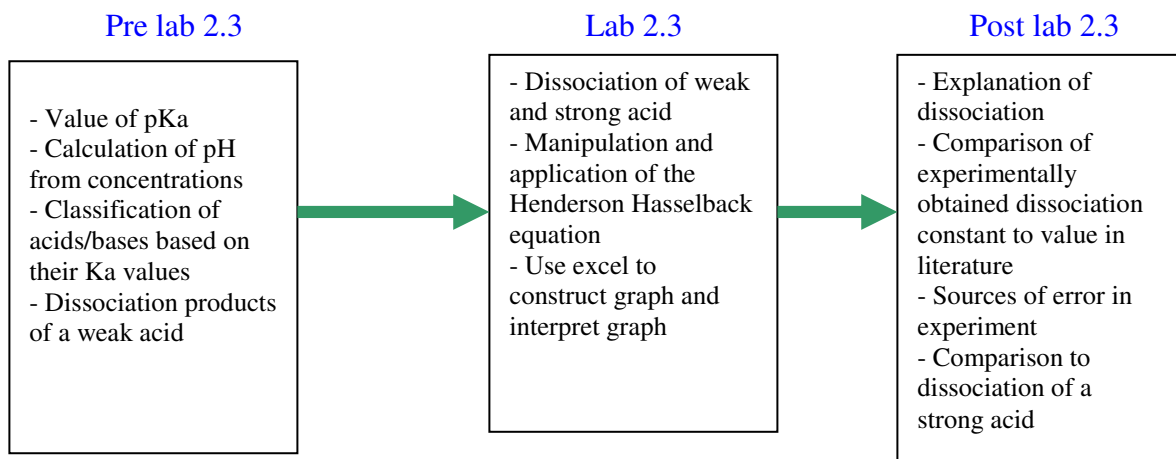 Pre lab 2.3
- Value of pKa
- Calculation of pH
from concentrations
- Classification of
acids/bases based on
their Ka values
- Dissociation products
of a weak acid
Lab 2.3
- Dissociation of weak
and strong acid
- Manipulation and
application of the
Henderson Hasselback
equation
- Use excel to
construct graph and
interpret graph
Post lab 2.3
- Explanation of
dissociation
- Comparison of
experimentally
obtained dissociation
constant to value in
literature
- Sources of error in
experiment
- Comparison to
dissociation of a
strong acid